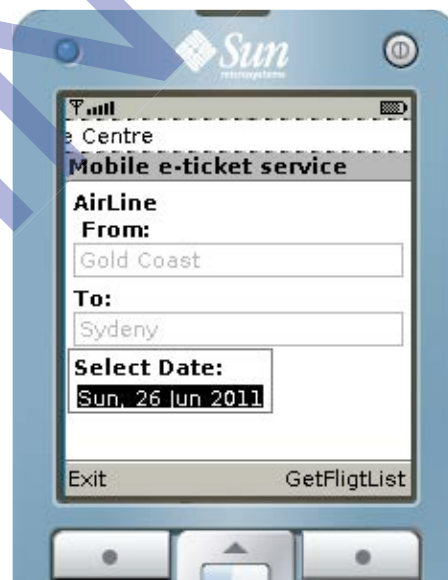 Sun
microsystems
e Centre
Mobile e-ticket service
AirLine
From:
Gold Coast
To:
Sydeny
Select Date:
Sun, 26 Jun 2011
Exit GetFligtList